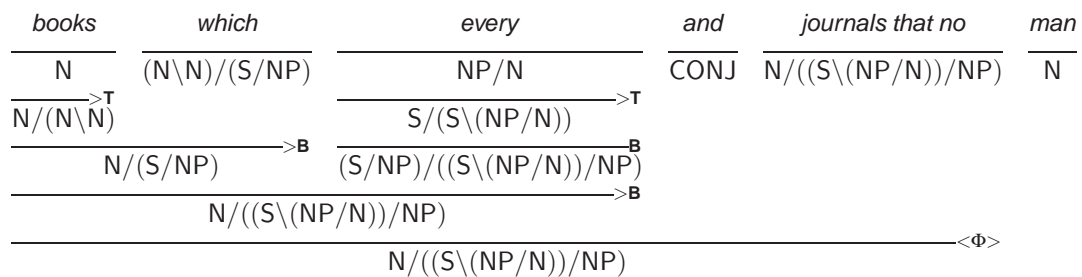 books which every and journals that no man
N (N\N)/(S/NP) NP/N CONJ N/((S\(NP/N))/NP) N
>T >T
N/(N\N) S/(S\(NP/N))
>B B
N/(S/NP) (S/NP)/((S\(NP/N))/NP)
>B
N/((S\(NP/N))/NP)
<Φ>
N/((S\(NP/N))/NP)